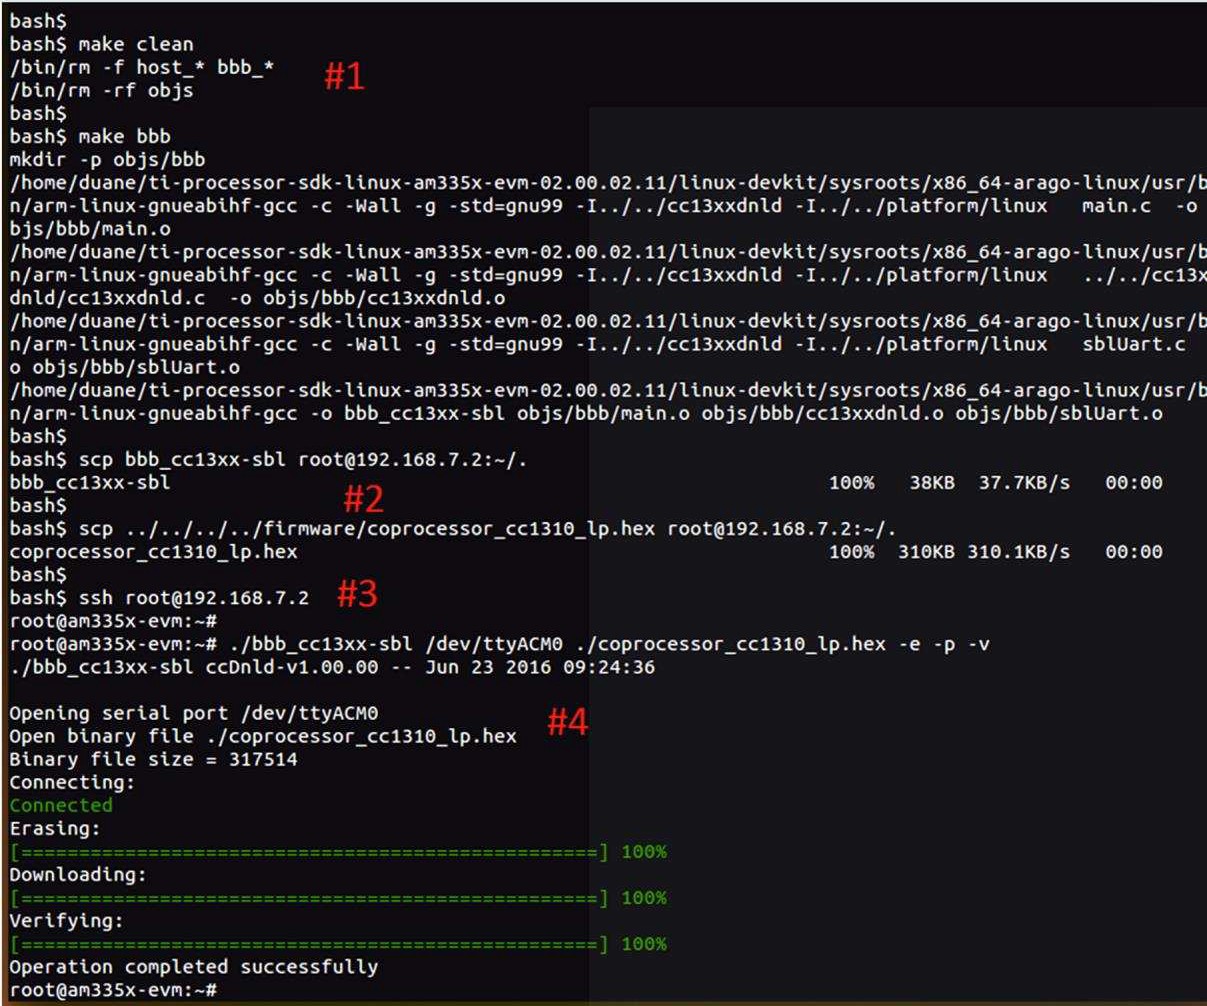 bash$
bash$ make clean
/bin/rm -f host_* bbb_*
#1
/bin/rm -rf objs
bash$
bash$ make bbb
mkdir -p objs/bbb
/home/duane/ti-processor-sdk-linux-am335x-evm-02.00.02.11/linux-devkit/sysroots/x86_64-arago-linux/usr/b
n/arm-linux-gnueabihf-gcc -c -Wall -g -std=gnu99 -I../../cc13xxdnld -I../../platform/linux   main.c  -o
bjs/bbb/main.o
/home/duane/ti-processor-sdk-linux-am335x-evm-02.00.02.11/linux-devkit/sysroots/x86_64-arago-linux/usr/b
n/arm-linux-gnueabihf-gcc -c -Wall -g -std=gnu99 -I../../cc13xxdnld -I../../platform/linux   ../../cc13x
dnld/cc13xxdnld.c  -o objs/bbb/cc13xxdnld.o
/home/duane/ti-processor-sdk-linux-am335x-evm-02.00.02.11/linux-devkit/sysroots/x86_64-arago-linux/usr/b
n/arm-linux-gnueabihf-gcc -c -Wall -g -std=gnu99 -I../../cc13xxdnld -I../../platform/linux   sblUart.c
o objs/bbb/sblUart.o
/home/duane/ti-processor-sdk-linux-am335x-evm-02.00.02.11/linux-devkit/sysroots/x86_64-arago-linux/usr/b
n/arm-linux-gnueabihf-gcc -o bbb_cc13xx-sbl objs/bbb/main.o objs/bbb/cc13xxdnld.o objs/bbb/sblUart.o
bash$
bash$ scp bbb_cc13xx-sbl root@192.168.7.2:~/.
bbb_cc13xx-sbl 100% 38KB 37.7KB/s 00:00
#2
bash$
bash$ scp ../../../../firmware/coprocessor_cc1310_lp.hex root@192.168.7.2:~/.
coprocessor_cc1310_lp.hex 100% 310KB 310.1KB/s 00:00
bash$
bash$ ssh root@192.168.7.2
#3
root@am335x-evm:~#
root@am335x-evm:~# ./bbb_cc13xx-sbl /dev/ttyACM0 ./coprocessor_cc1310_lp.hex -e -p -v
./bbb_cc13xx-sbl ccDnld-v1.00.00 -- Jun 23 2016 09:24:36
Opening serial port /dev/ttyACM0
#4
Open binary file ./coprocessor_cc1310_lp.hex
Binary file size = 317514
Connecting:
Connected
Erasing:
[==================================================] 100%
Downloading:
[==================================================] 100%
Verifying:
[==================================================] 100%
Operation completed successfully
root@am335x-evm:~#